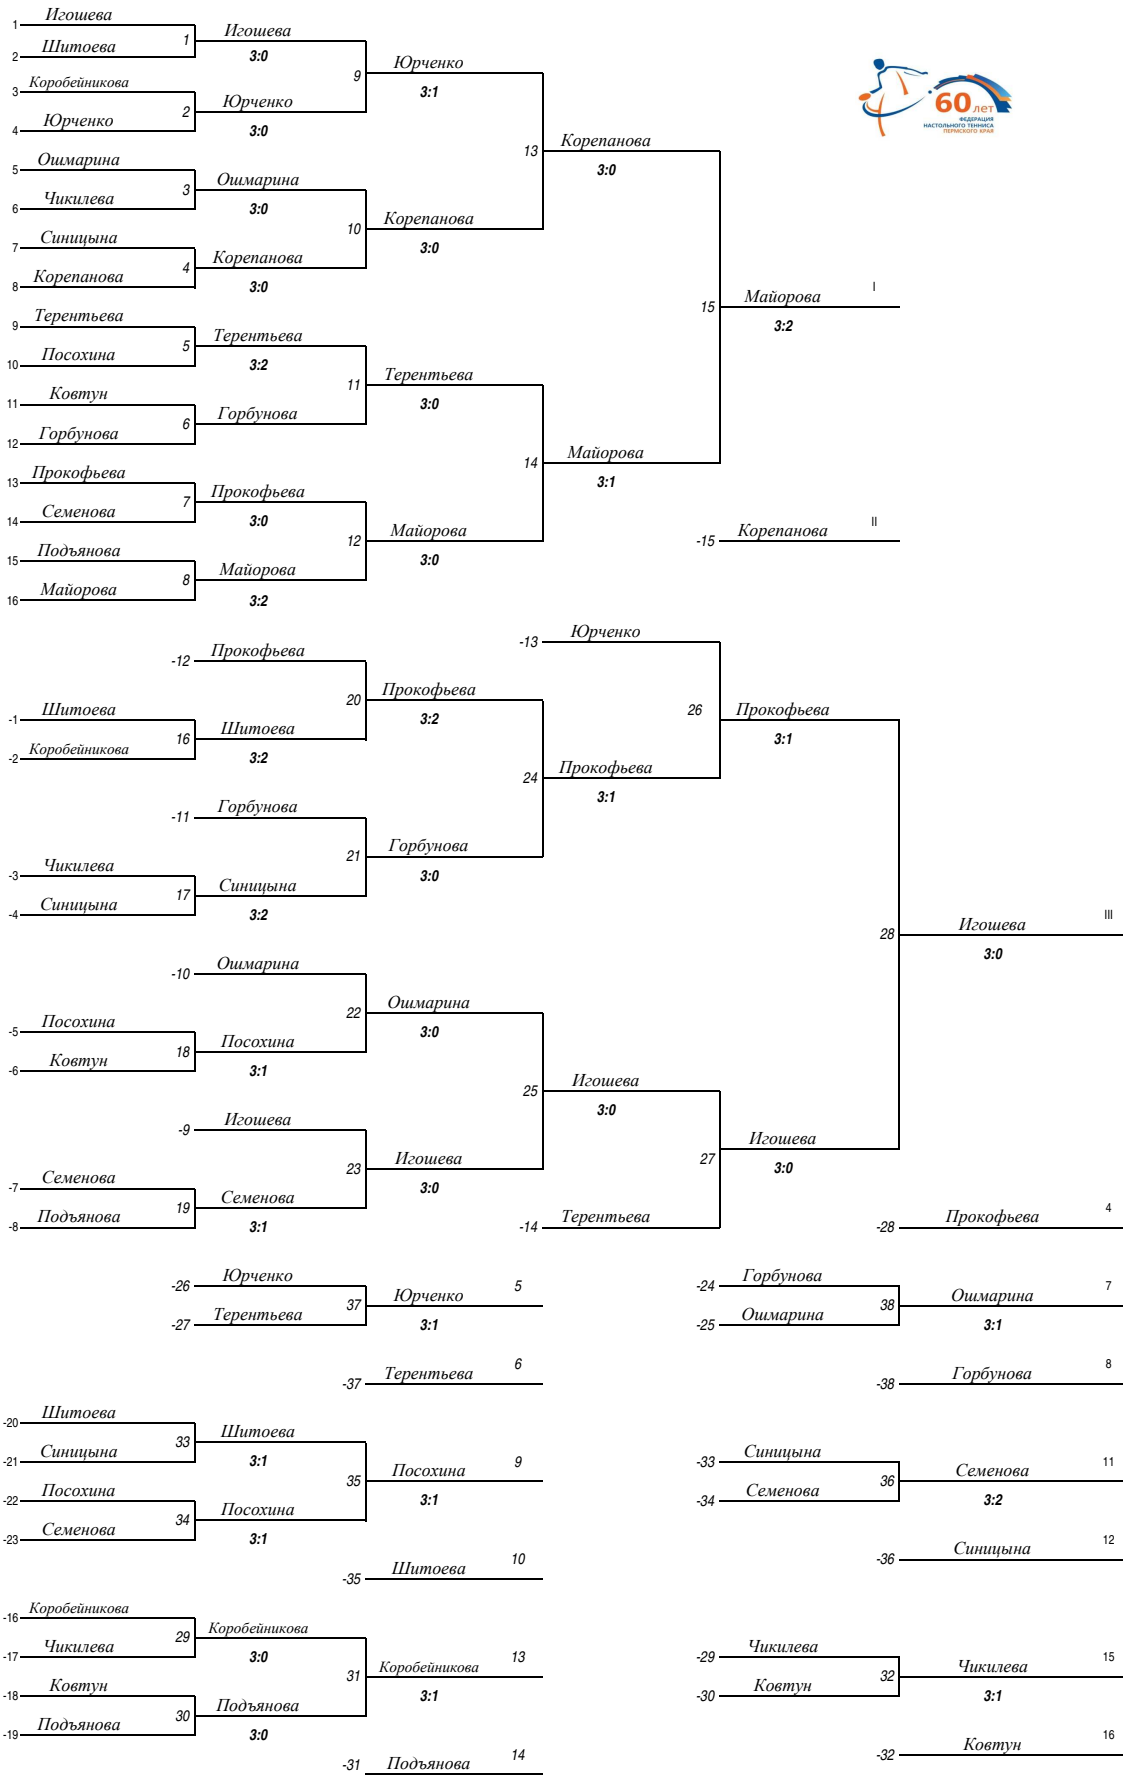 Игошева
1
Шитоева
2
1
Игошева
3:0
Коробейникова
3
Юрченко
4
2
Юрченко
3:0
9
Юрченко
3:1
Ошмарина
5
Чикилева
6
3
Ошмарина
3:0
Синицына
7
Корепанова
8
4
Корепанова
3:0
10
Корепанова
3:0
13
Корепанова
3:0
60 лет
ФЕДЕРАЦИЯ
НАСТОЛЬНОГО ТЕННИСА
ПЕРМСКОГО КРАЯ
Терентьева
9
Посохина
10
5
Терентьева
3:2
Ковтун
11
Горбунова
12
6
Горбунова
11
Терентьева
3:0
Прокофьева
13
Семенова
14
7
Прокофьева
3:0
Подъянова
15
Майорова
16
8
Майорова
3:2
12
Майорова
3:0
14
Майорова
3:1
15
Майорова
I
3:2
-15
Корепанова
II
-12
Прокофьева
-1
Шитоева
-2
Коробейникова
16
Шитоева
3:2
20
Прокофьева
3:2
-11
Горбунова
-3
Чикилева
-4
Синицына
17
Синицына
3:2
21
Горбунова
3:0
24
Прокофьева
3:1
-13
Юрченко
26
Прокофьева
3:1
-10
Ошмарина
-5
Посохина
-6
Ковтун
18
Посохина
3:1
22
Ошмарина
3:0
-9
Игошева
-7
Семенова
-8
Подъянова
19
Семенова
3:1
23
Игошева
3:0
25
Игошева
3:0
-14
Терентьева
27
Игошева
3:0
28
Игошева
III
3:0
-28
Прокофьева
4
-26
Юрченко
-27
Терентьева
37
Юрченко
5
3:1
-37
Терентьева
6
-24
Горбунова
-25
Ошмарина
38
Ошмарина
7
3:1
-38
Горбунова
8
-20
Шитоева
-21
Синицына
33
Шитоева
3:1
-22
Посохина
-23
Семенова
34
Посохина
3:1
35
Посохина
9
3:1
-35
Шитоева
10
-33
Синицына
-34
Семенова
36
Семенова
11
3:2
-36
Синицына
12
-16
Коробейникова
-17
Чикилева
29
Коробейникова
3:0
-18
Ковтун
-19
Подъянова
30
Подъянова
3:0
31
Коробейникова
13
3:1
-31
Подъянова
14
-29
Чикилева
-30
Ковтун
32
Чикилева
15
3:1
-32
Ковтун
16